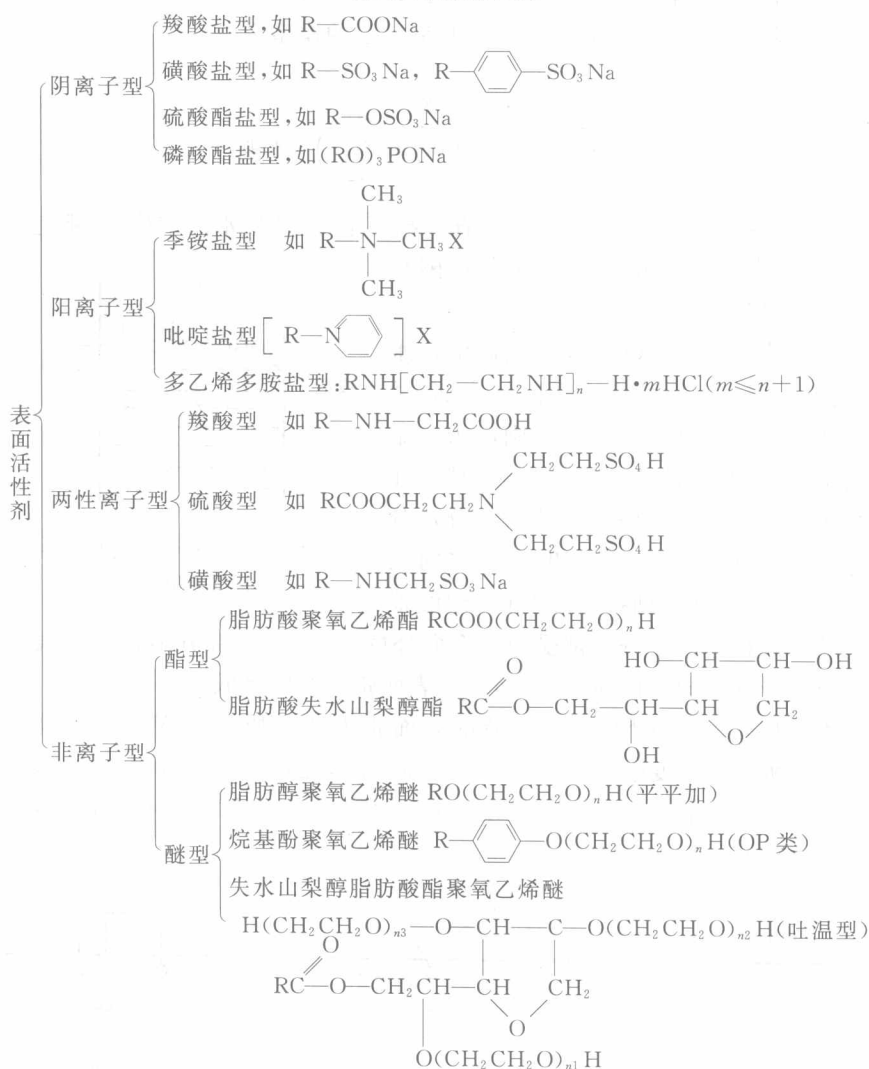 羧酸盐型,如 R—COONa
磺酸盐型,如 R—SO₃Na, R—⌬—SO₃Na
阴离子型
硫酸酯盐型,如 R—OSO₃Na
磷酸酯盐型,如(RO)₃PONa
CH₃
季铵盐型 如 R—N—CH₃X
CH₃
阳离子型
吡啶盐型[R—N]X
多乙烯多胺盐型:RNH[CH₂—CH₂NH]ₙ—H·mHCl(m≤n+1)
表面活性剂
羧酸型 如 R—NH—CH₂COOH
CH₂CH₂SO₄H
两性离子型
硫酸型 如 RCOOCH₂CH₂N
CH₂CH₂SO₄H
磺酸型 如 R—NHCH₂SO₃Na
脂肪酸聚氧乙烯酯 RCOO(CH₂CH₂O)ₙH
酯型
O HO—CH—CH—OH
脂肪酸失水山梨醇酯 RC—O—CH₂—CH—CH CH₂
O
OH
非离子型
脂肪醇聚氧乙烯醚 RO(CH₂CH₂O)ₙH(平平加)
醚型
烷基酚聚氧乙烯醚 R—⌬—O(CH₂CH₂O)ₙH(OP 类)
失水山梨醇脂肪酸酯聚氧乙烯醚
H(CH₂CH₂O)ₙ₃—O—CH—C—O(CH₂CH₂O)ₙ₂H(吐温型)
O
RC—O—CH₂CH—CH CH₂
O
O(CH₂CH₂O)ₙ₁H